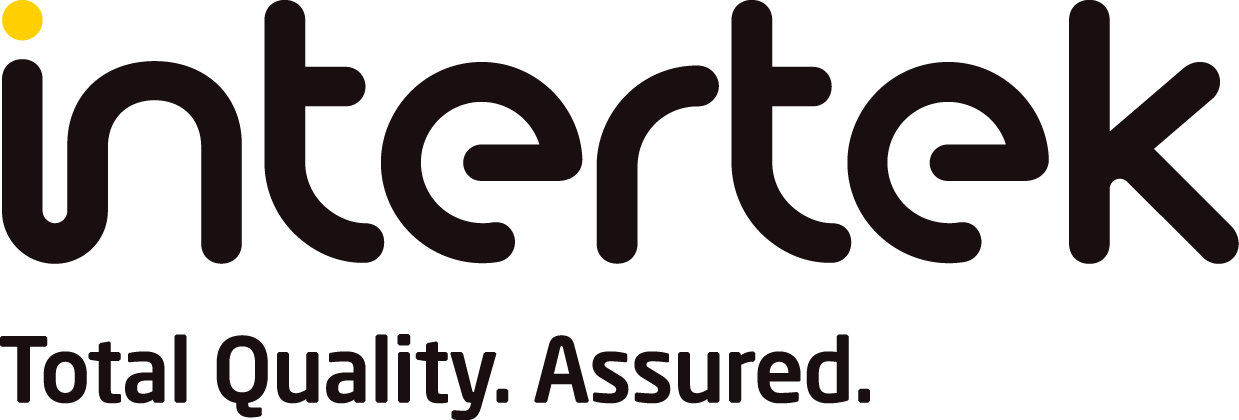 intertek
Total Quality. Assured.